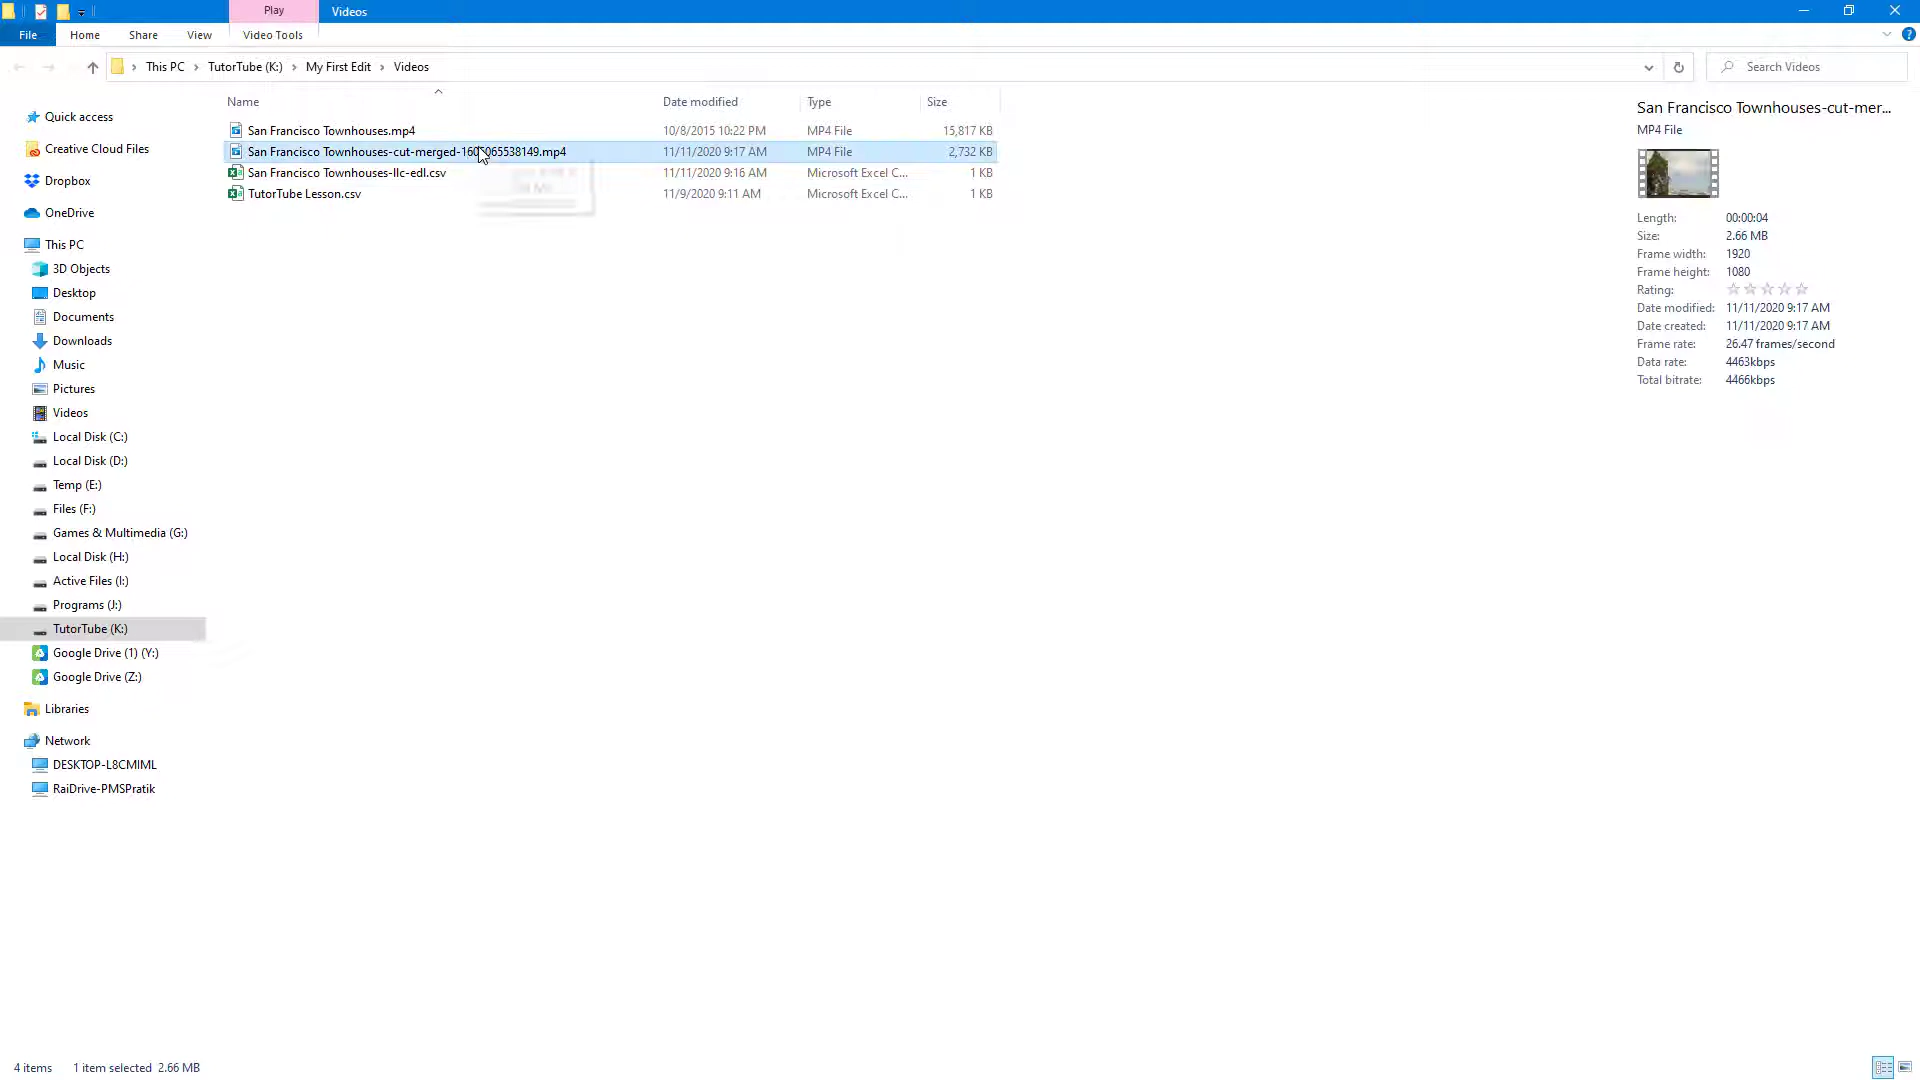 Play
Videos
File
Home
Share
View
Video Tools
This PC
TutorTube (K:)
My First Edit
Videos
Search Videos
Name
Date modified
Type
Size
San Francisco Townhouses.mp4
10/8/2015 10:22 PM
MP4 File
15,817 KB
11/11/2020 9:17 AM
MP4 File
2,732 KB
San Francisco Townhouses-llc-edl.csv
11/11/2020 9:16 AM
Microsoft Excel C...
1 KB
TutorTube Lesson.csv
11/9/2020 9:11 AM
Microsoft Excel C...
1 KB
Quick access
Creative Cloud Files
Dropbox
OneDrive
This PC
3D Objects
Desktop
Documents
Downloads
Music
Pictures
Videos
Local Disk (C:)
Local Disk (D:)
Temp (E:)
Files (F:)
Games & Multimedia (G:)
Local Disk (H:)
Active Files (I:)
Programs (J:)
TutorTube (K:)
Google Drive (1) (Y:)
Google Drive (Z:)
Libraries
Network
DESKTOP-L8CMIML
RaiDrive-PMSPratik
San Francisco Townhouses-cut-mer...
MP4 File
Length: 00:00:04
Size: 2.66 MB
Frame width: 1920
Frame height: 1080
Rating:
Date modified: 11/11/2020 9:17 AM
Date created: 11/11/2020 9:17 AM
Frame rate: 26.47 frames/second
Data rate: 4463kbps
Total bitrate: 4466kbps
4 items
1 item selected 2.66 MB